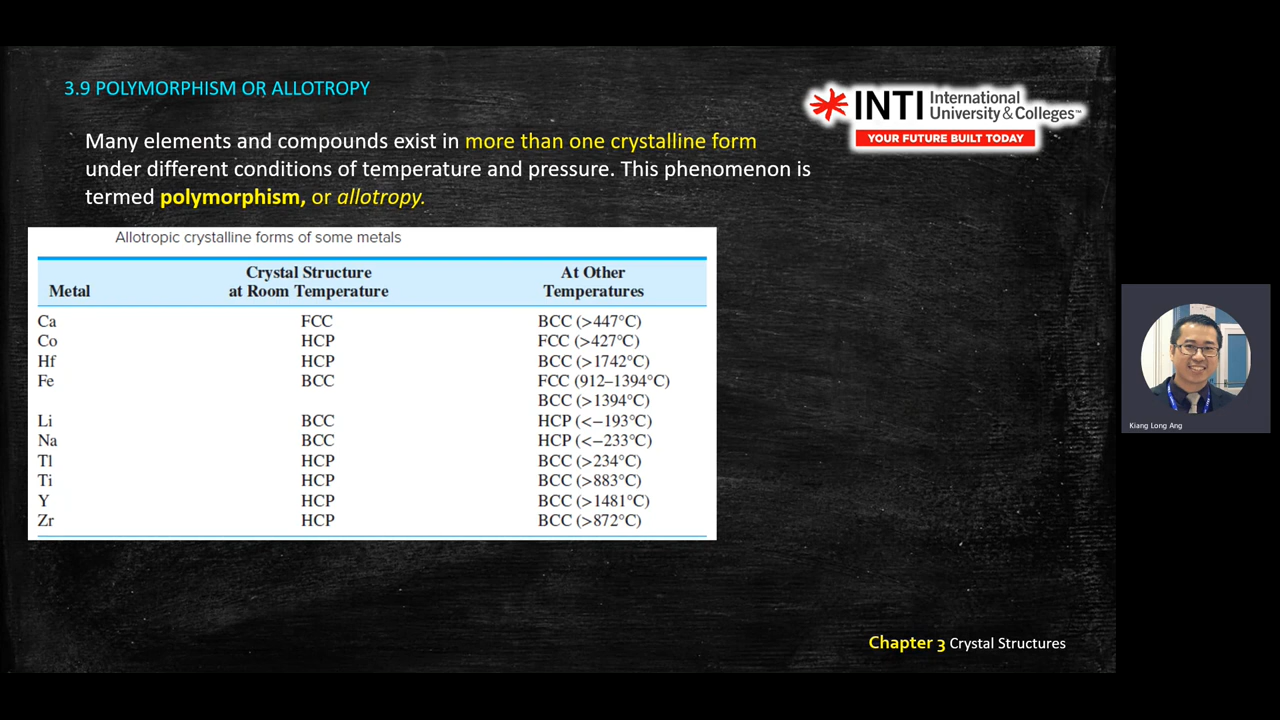 3.9 POLYMORPHISM OR ALLOTROPY
INTI International University & Colleges™
YOUR FUTURE BUILT TODAY
Many elements and compounds exist in more than one crystalline form
under different conditions of temperature and pressure. This phenomenon is
termed polymorphism, or allotropy.
Allotropic crystalline forms of some metals
Metal Crystal Structure at Room Temperature At Other Temperatures
Ca FCC BCC (>447°C)
Co HCP FCC (>427°C)
Hf HCP BCC (>1742°C)
Fe BCC FCC (912–1394°C)
BCC (>1394°C)
Li BCC HCP (<−193°C)
Na BCC HCP (<−233°C)
Tl HCP BCC (>234°C)
Ti HCP BCC (>883°C)
Y HCP BCC (>1481°C)
Zr HCP BCC (>872°C)
Kiang Long Ang
Chapter 3 Crystal Structures